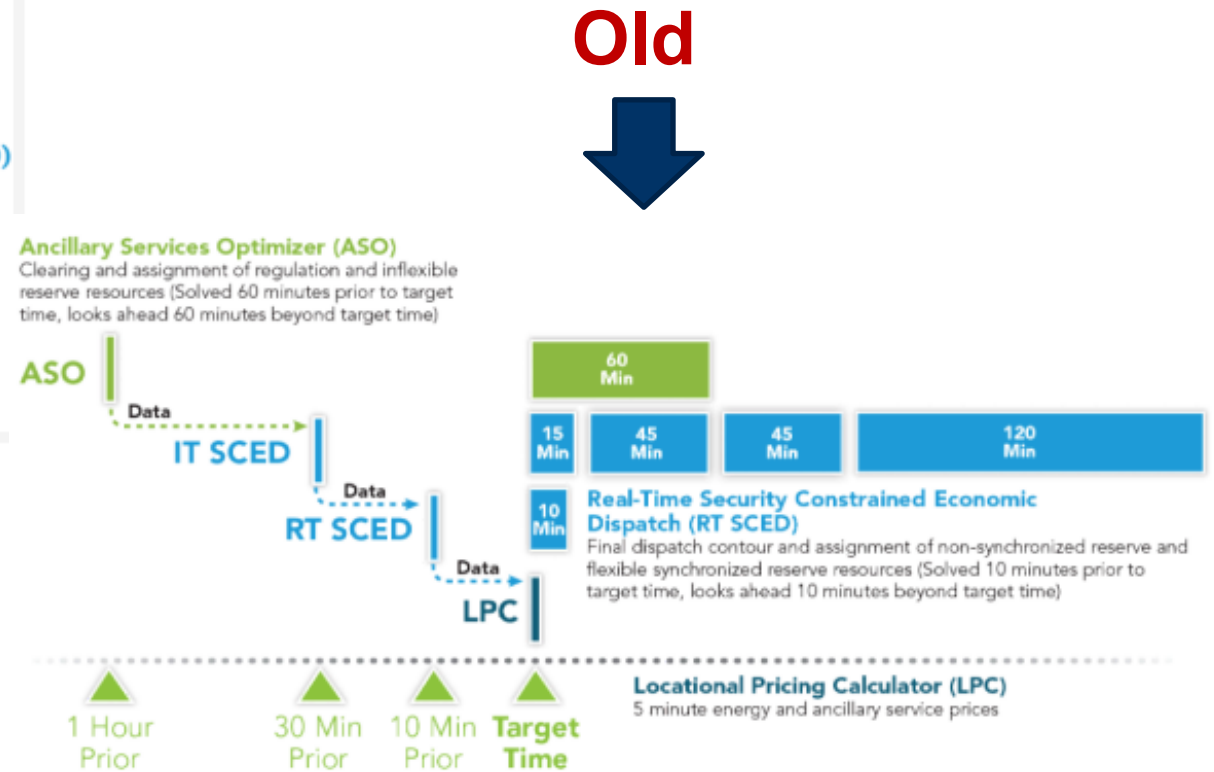 Old
)
Ancillary Services Optimizer (ASO)
Clearing and assignment of regulation and inflexible
reserve resources (Solved 60 minutes prior to target
time, looks ahead 60 minutes beyond target time)
ASO
60
Min
Data
IT SCED
15
Min
45
Min
45
Min
120
Min
Data
RT SCED
10
Min
Real-Time Security Constrained Economic
Dispatch (RT SCED)
Final dispatch contour and assignment of non-synchronized reserve and
flexible synchronized reserve resources (Solved 10 minutes prior to
target time, looks ahead 10 minutes beyond target time)
Data
LPC
Locational Pricing Calculator (LPC)
5 minute energy and ancillary service prices
1 Hour
Prior
30 Min
Prior
10 Min
Prior
Target
Time